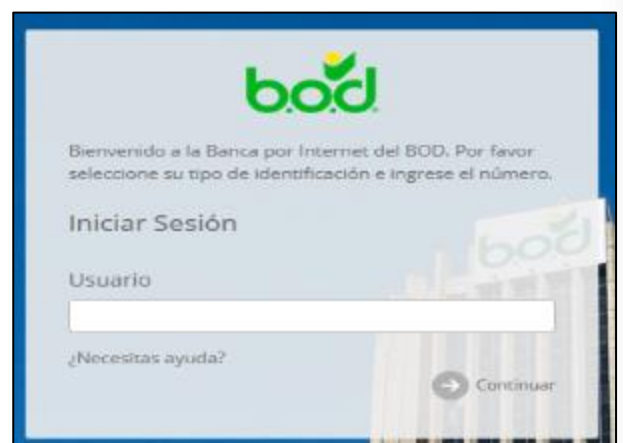 b.o.d
Bienvenido a la Banca por Internet del BOD. Por favor
seleccione su tipo de identificación e ingrese el número.
Iniciar Sesión
bod
Usuario
¿Necesitas ayuda?
Continuar